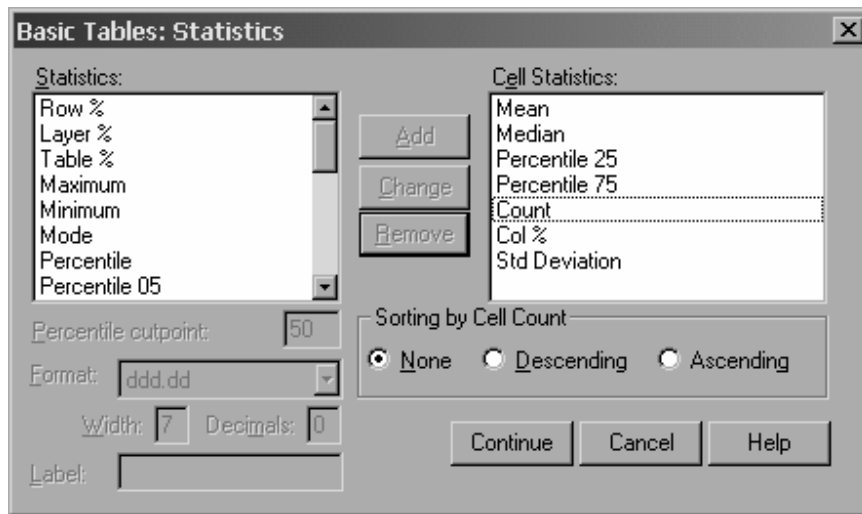 Basic Tables: Statistics
Statistics:
Row %
Layer %
Table %
Maximum
Minimum
Mode
Percentile
Percentile 05
Add
Change
Remove
Cell Statistics:
Mean
Median
Percentile 25
Percentile 75
Count
Col %
Std Deviation
Percentile cutpoint: 50
Format: ddd.dd
Width: 7 Decimals: 0
Label:
Sorting by Cell Count
None Descending Ascending
Continue Cancel Help